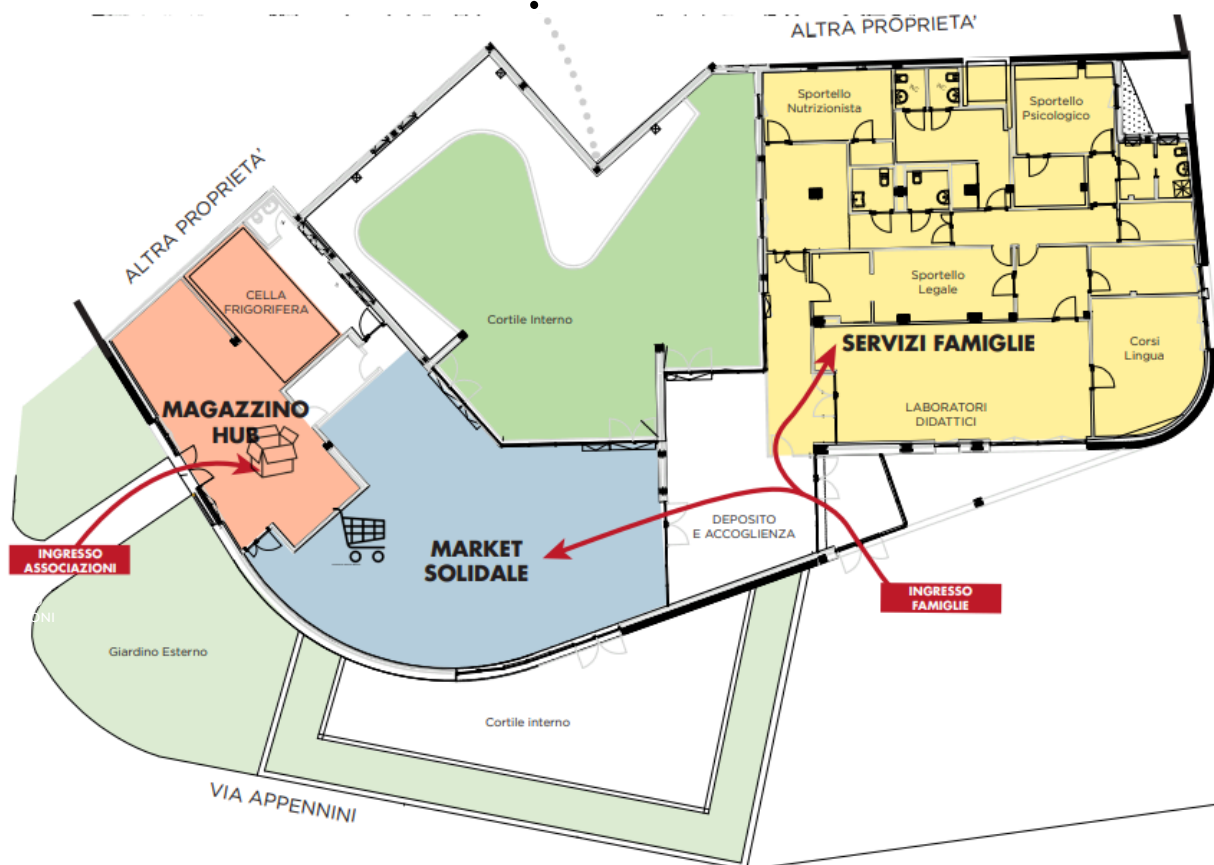 ALTRA PROPRIETA'
Sportello
Nutrizionista
Sportello
Psicologico
ALTRA PROPRIETA'
CELLA
FRIGORIFERA
Cortile Interno
Sportello
Legale
SERVIZI FAMIGLIE
Corsi
Lingua
MAGAZZINO
HUB
LABORATORI
DIDATTICI
DEPOSITO
E ACCOGLIENZA
MARKET
SOLIDALE
INGRESSO
ASSOCIAZIONI
INGRESSO
FAMIGLIE
ONI
Giardino Esterno
Cortile interno
VIA APPENNINI